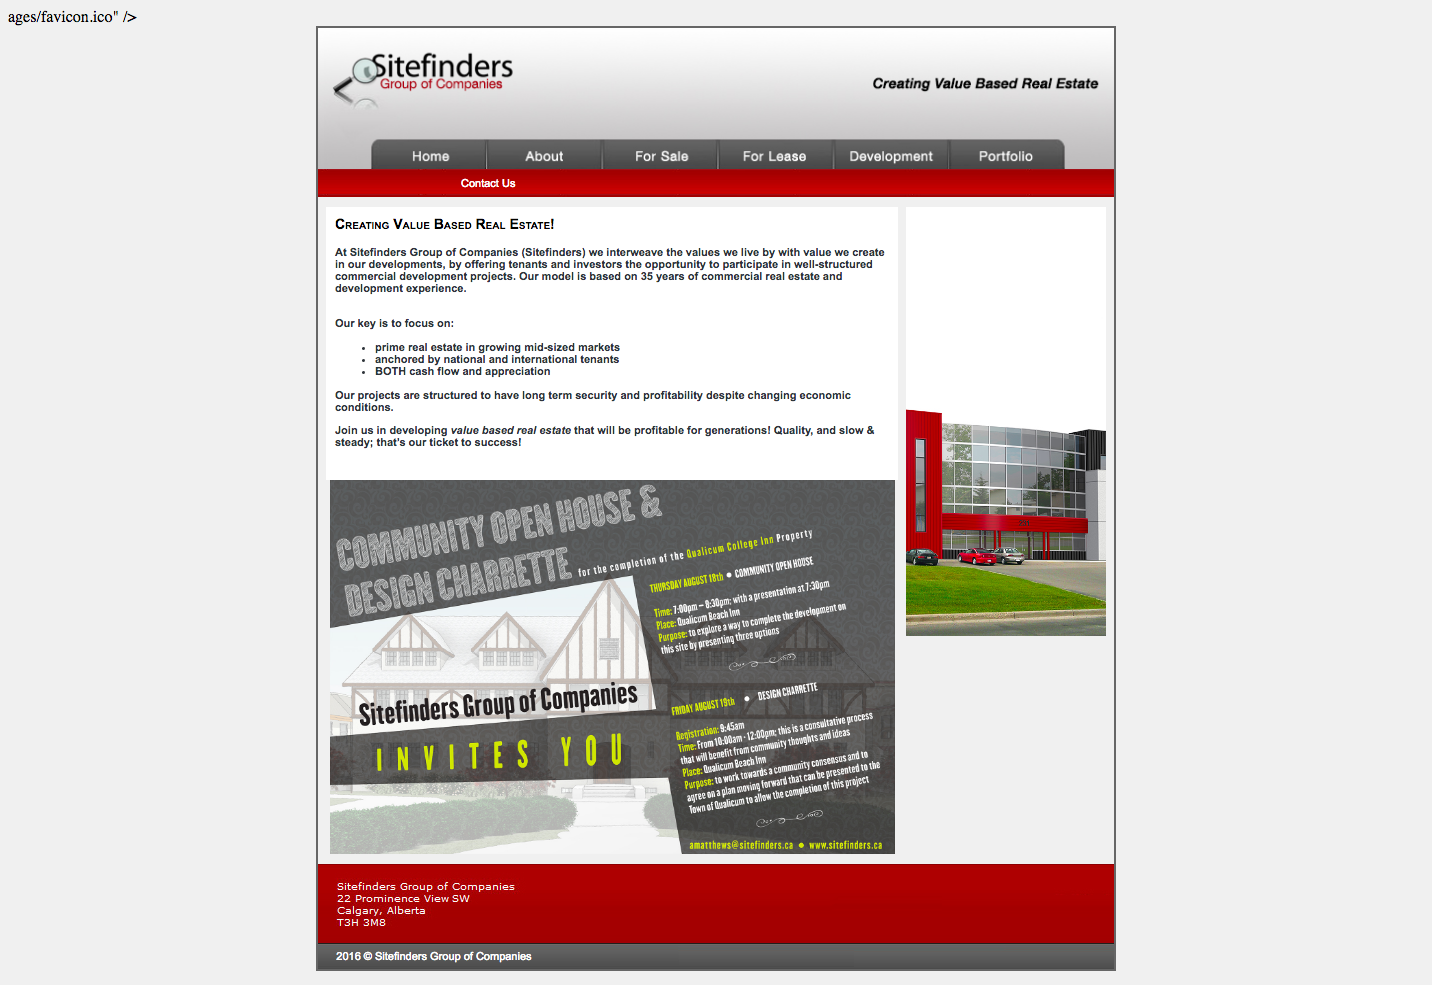 ages/favicon.ico" />
Sitefinders
Group of Companies
Creating Value Based Real Estate
Home
About
For Sale
For Lease
Development
Portfolio
Contact Us
Creating Value Based Real Estate!
At Sitefinders Group of Companies (Sitefinders) we interweave the values we live by with value we create
in our developments, by offering tenants and investors the opportunity to participate in well-structured
commercial development projects. Our model is based on 35 years of commercial real estate and
development experience.
Our key is to focus on:
• prime real estate in growing mid-sized markets
• anchored by national and international tenants
• BOTH cash flow and appreciation
Our projects are structured to have long term security and profitability despite changing economic
conditions.
Join us in developing value based real estate that will be profitable for generations! Quality, and slow &
steady; that's our ticket to success!
COMMUNITY OPEN HOUSE &
DESIGN CHARRETTE for the completion of the Qualicum College Inn Property
THURSDAY AUGUST 18th • COMMUNITY OPEN HOUSE
Time: 7:00pm – 8:30pm; with a presentation at 7:30pm
Place: Qualicum Beach Inn
Purpose: to explore a way to complete the development on
this site by presenting three options
Sitefinders Group of Companies
INVITES YOU
FRIDAY AUGUST 19th • DESIGN CHARRETTE
Registration: 9:45am
Time: From 10:00am - 12:00pm; this is a consultative process
that will benefit from community thoughts and ideas
Place: Qualicum Beach Inn
Purpose: to work towards a community consensus and to
agree on a plan moving forward that can be presented to the
Town of Qualicum to allow the completion of this project
amatthews@sitefinders.ca • www.sitefinders.ca
Sitefinders Group of Companies
22 Prominence View SW
Calgary, Alberta
T3H 3M8
2016 © Sitefinders Group of Companies